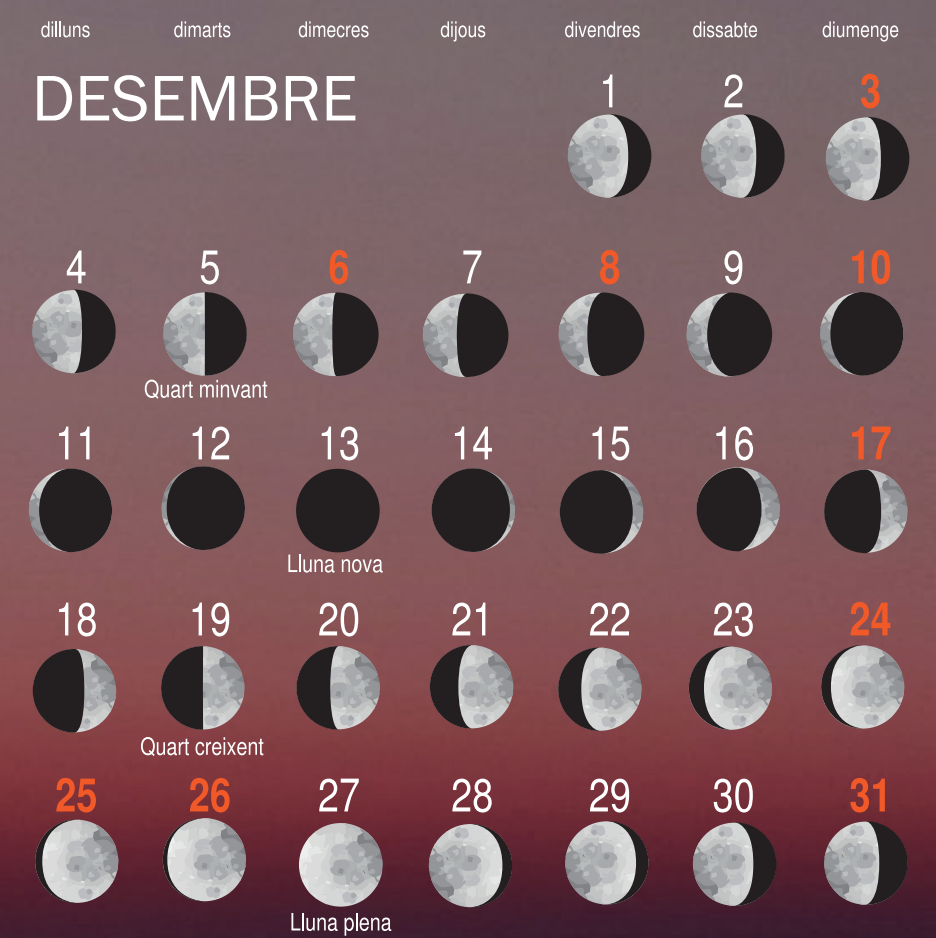 dilluns dimarts dimecres dijous divendres dissabte diumenge
DESEMBRE
1 2 3
4 5 6 7 8 9 10
Quart minvant
11 12 13 14 15 16 17
Lluna nova
18 19 20 21 22 23 24
Quart creixent
25 26 27 28 29 30 31
Lluna plena